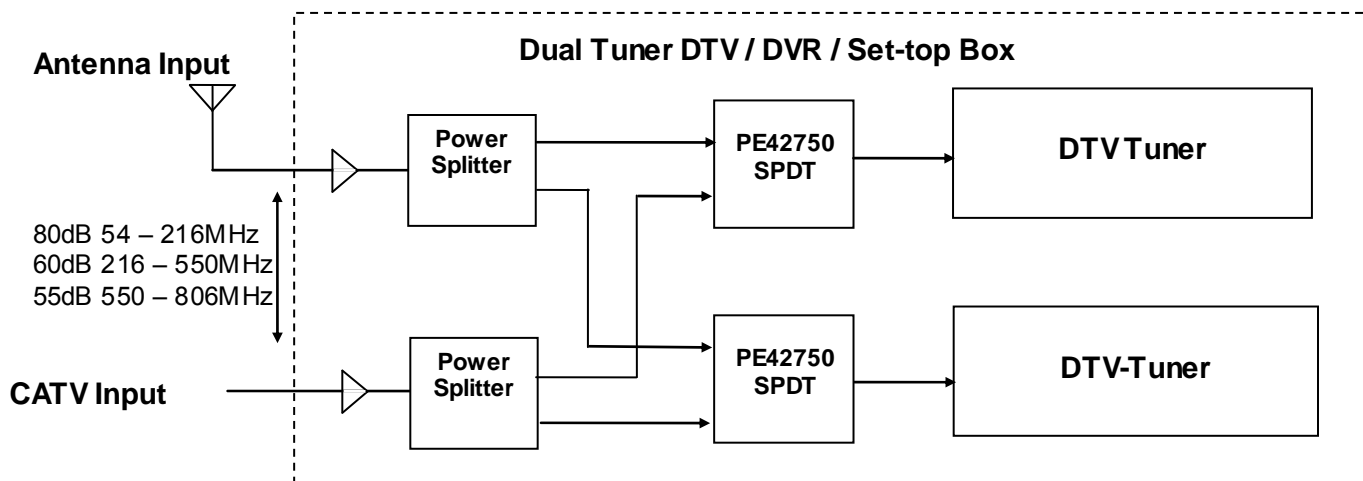 Dual Tuner DTV / DVR / Set-top Box
Antenna Input
Power
Splitter
PE42750
SPDT
DTV Tuner
80dB 54 – 216MHz
60dB 216 – 550MHz
55dB 550 – 806MHz
CATV Input
Power
Splitter
PE42750
SPDT
DTV-Tuner